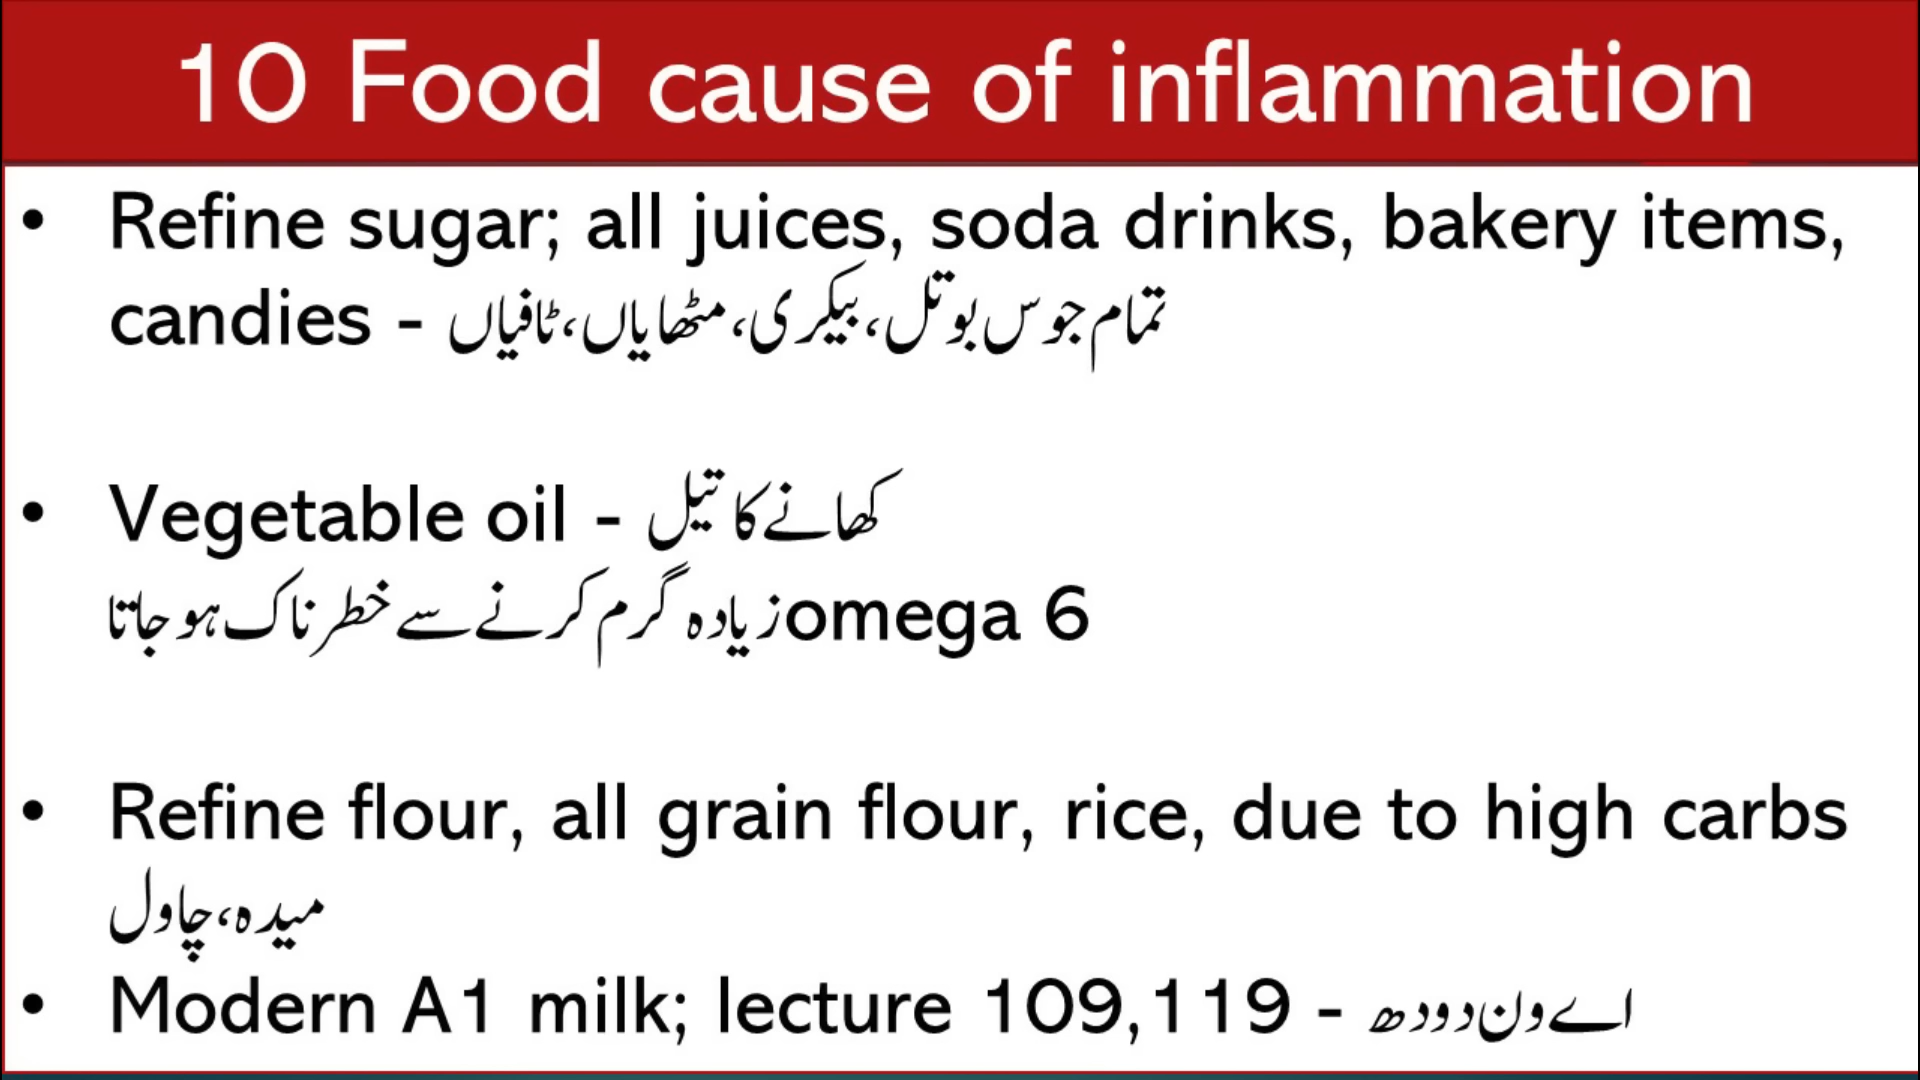 10 Food cause of inflammation
• Refine sugar; all juices, soda drinks, bakery items,
candies - تمام جوس بوتل، بیکری، مٹھایاں، ٹافیاں
• Vegetable oil - کھانے کا تیل
زیادہ گرم کرنے سے خطرناک ہو جاتا omega 6
• Refine flour, all grain flour, rice, due to high carbs
میدہ، چاول
• Modern A1 milk; lecture 109,119 - اے ون دودھ